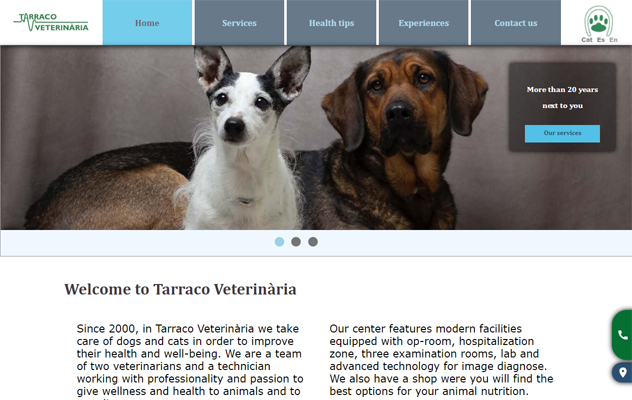 TARRACO
VETERINÀRIA
Home
Services
Health tips
Experiences
Contact us
Cat Es En
More than 20 years
next to you
Our services
Welcome to Tarraco Veterinària
Since 2000, in Tarraco Veterinària we take
care of dogs and cats in order to improve
their health and well-being. We are a team
of two veterinarians and a technician
working with professionality and passion to
give wellness and health to animals and to
Our center features modern facilities
equipped with op-room, hospitalization
zone, three examination rooms, lab and
advanced technology for image diagnose.
We also have a shop were you will find the
best options for your animal nutrition.